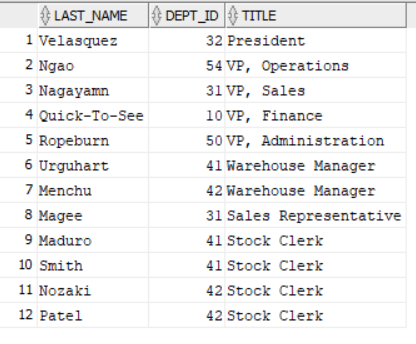 LAST_NAME DEPT_ID TITLE
1 Velasquez 32 President
2 Ngao 54 VP, Operations
3 Nagayamn 31 VP, Sales
4 Quick-To-See 10 VP, Finance
5 Ropeburn 50 VP, Administration
6 Urguhart 41 Warehouse Manager
7 Menchu 42 Warehouse Manager
8 Magee 31 Sales Representative
9 Maduro 41 Stock Clerk
10 Smith 41 Stock Clerk
11 Nozaki 42 Stock Clerk
12 Patel 42 Stock Clerk